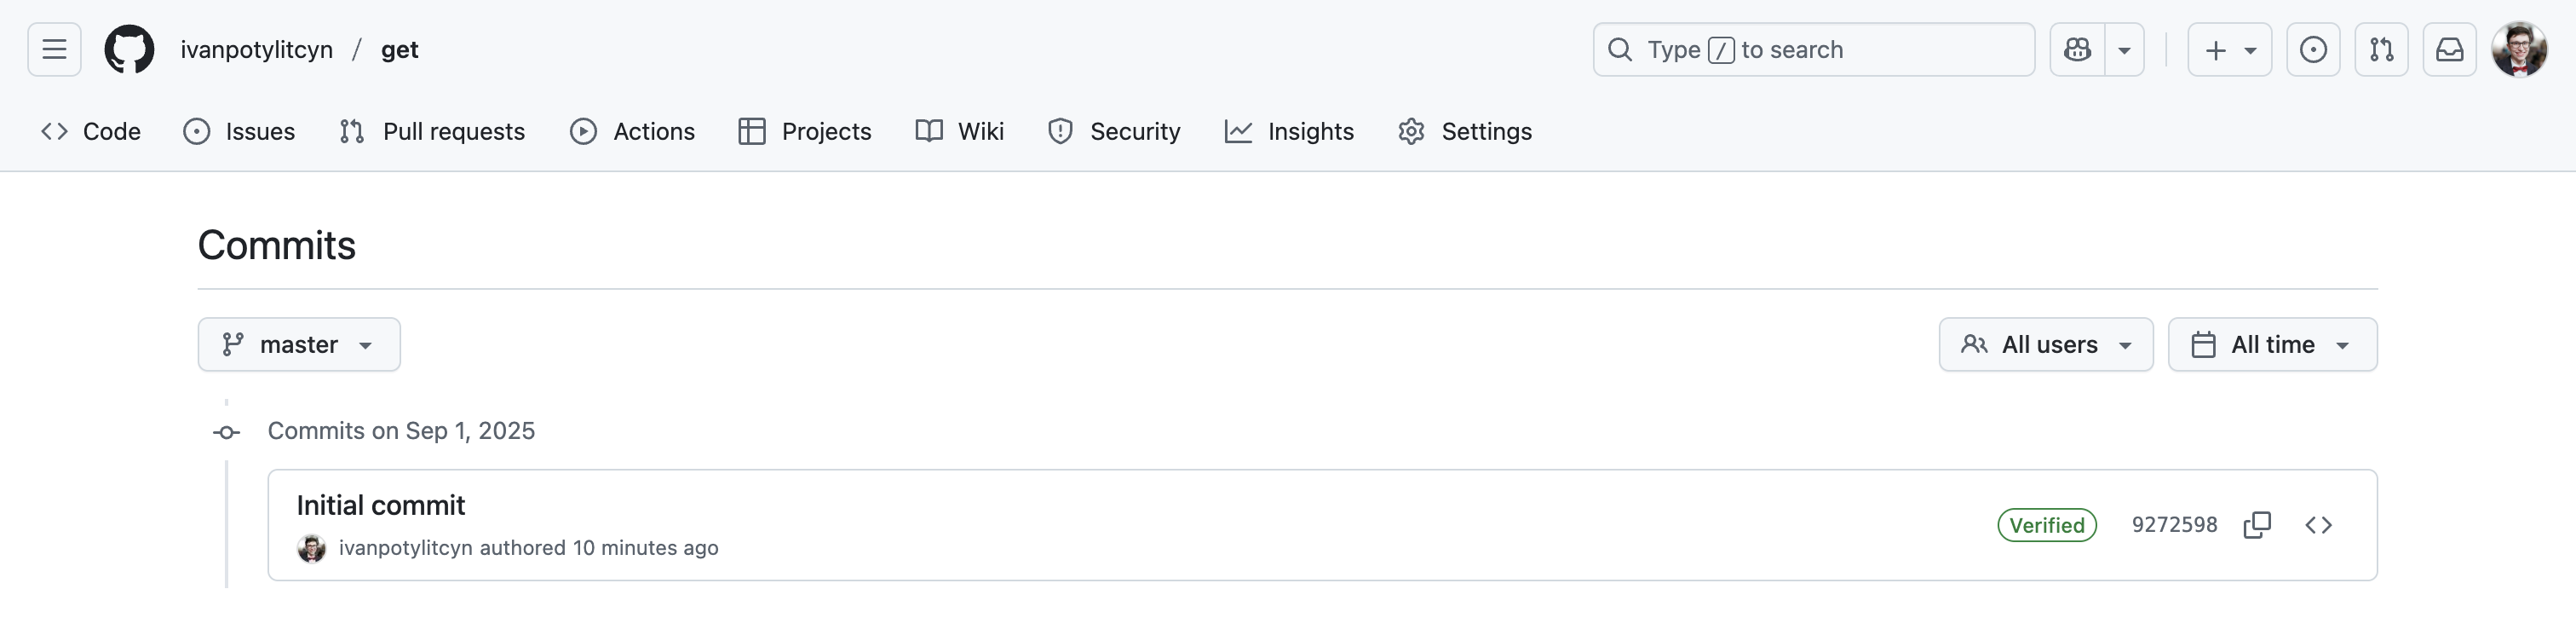 ivanpotylitcyn / get
Type / to search
Code Issues Pull requests Actions Projects Wiki Security Insights Settings
Commits
master All users All time
Commits on Sep 1, 2025
Initial commit
Verified 9272598
ivanpotylitcyn authored 10 minutes ago